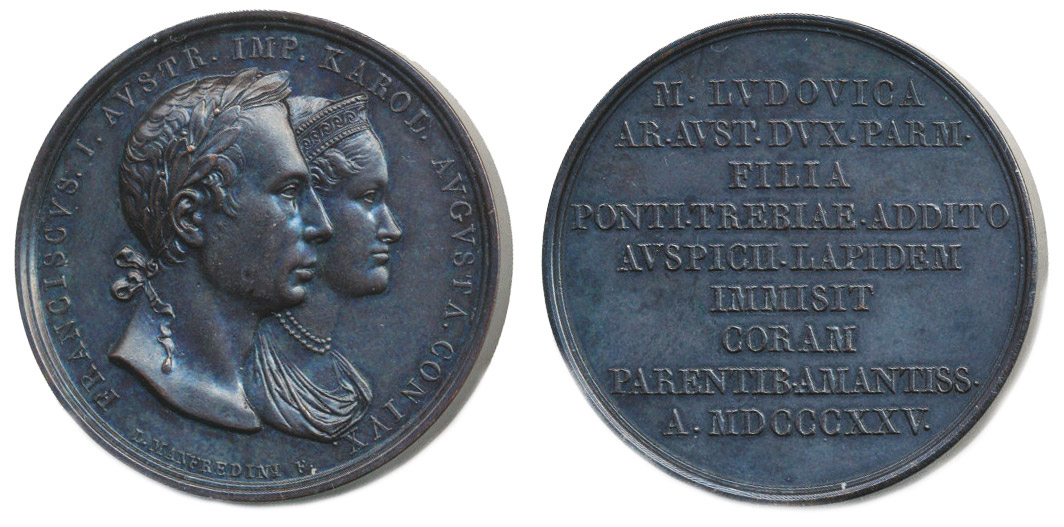 FRANCISCVS. I. AVSTR. IMP. KAROL. AVGVSTA. CONIVX.
L. MANFREDINI F.
M· LVDOVICA
AR·AVST·DVX·PARM·
FILIA
PONTI·TREBIAE·ADDITO
AVSPICII·LAPIDEM
IMMISIT
CORAM
PARENTIB·AMANTISS·
A. MDCCCXXV.